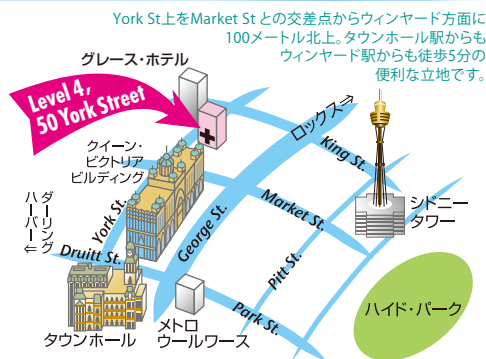 York St上をMarket St との交差点からウィンヤード方面に
100メートル北上。タウンホール駅からも
ウィンヤード駅からも徒歩5分の
便利な立地です。
グレース・ホテル
Level 4,
50 York Street
ロックス⇒
クイーン・
ビクトリア
ビルディング
King St.
シドニー
タワー
ダーリング
ハーバー⇐
York St.
George St.
Market St.
Druitt St.
Pitt St.
Park St.
ハイド・パーク
タウンホール
メトロ
ウールワース